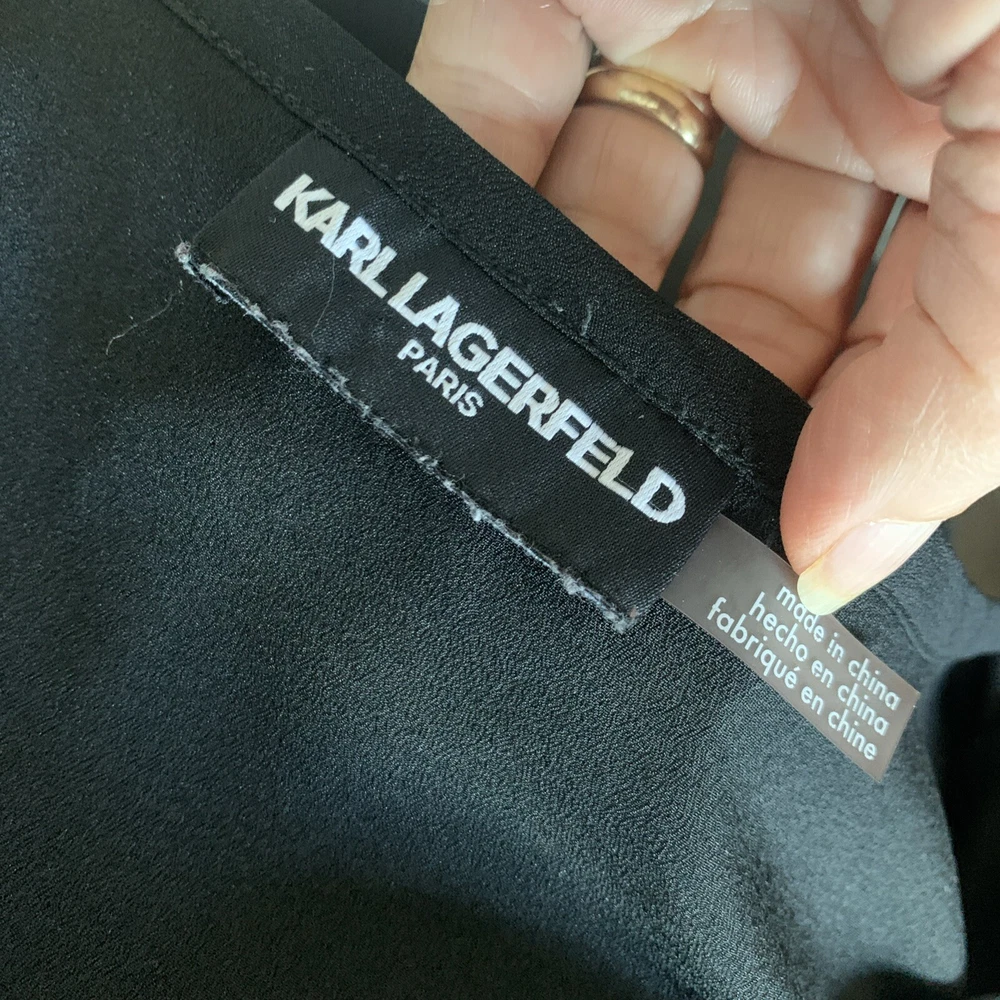 KARL LAGERFELD
PARIS
made in china
hecho en china
fabriqué en chine